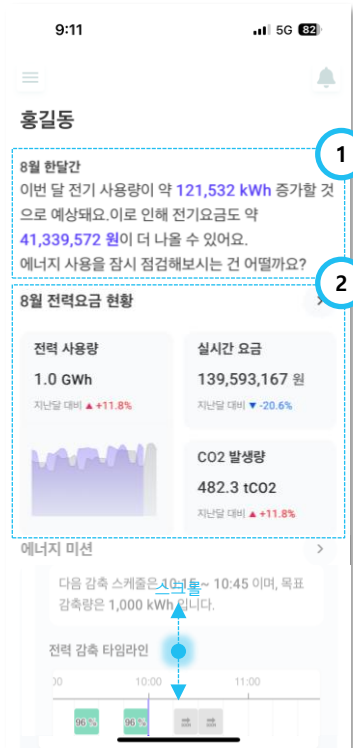 9:11
5G 82
홍길동
1
8월 한달간
이번 달 전기 사용량이 약 121,532 kWh 증가할 것
으로 예상돼요.이로 인해 전기요금도 약
41,339,572 원이 더 나올 수 있어요.
에너지 사용을 잠시 점검해보시는 건 어떨까요?
2
8월 전력요금 현황
전력 사용량
1.0 GWh
지난달 대비 ▲ +11.8%
실시간 요금
139,593,167 원
지난달 대비 ▼ -20.6%
CO2 발생량
482.3 tCO2
지난달 대비 ▲ +11.8%
에너지 미션
다음 감축 스케줄은 10:15 ~ 10:45 이며, 목표
감축량은 1,000 kWh 입니다.
스크롤
전력 감축 타임라인
00 10:00 11:00
96 % 96 %